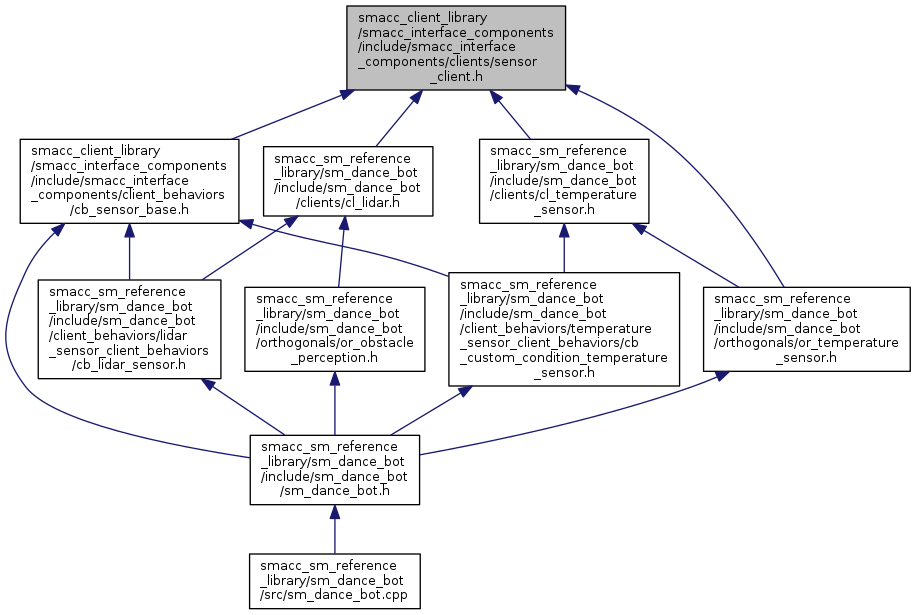 smacc_client_library
/smacc_interface_components
/include/smacc_interface
_components/clients/sensor
_client.h
smacc_client_library
/smacc_interface_components
/include/smacc_interface
_components/client_behaviors
/cb_sensor_base.h
smacc_sm_reference
_library/sm_dance_bot
/include/sm_dance_bot
/clients/cl_lidar.h
smacc_sm_reference
_library/sm_dance_bot
/include/sm_dance_bot
/clients/cl_temperature
_sensor.h
smacc_sm_reference
_library/sm_dance_bot
/include/sm_dance_bot
/client_behaviors/lidar
_sensor_client_behaviors
/cb_lidar_sensor.h
smacc_sm_reference
_library/sm_dance_bot
/include/sm_dance_bot
/orthogonals/or_obstacle
_perception.h
smacc_sm_reference
_library/sm_dance_bot
/include/sm_dance_bot
/client_behaviors/temperature
_sensor_client_behaviors/cb
_custom_condition_temperature
_sensor.h
smacc_sm_reference
_library/sm_dance_bot
/include/sm_dance_bot
/orthogonals/or_temperature
_sensor.h
smacc_sm_reference
_library/sm_dance_bot
/include/sm_dance_bot
/sm_dance_bot.h
smacc_sm_reference
_library/sm_dance_bot
/src/sm_dance_bot.cpp